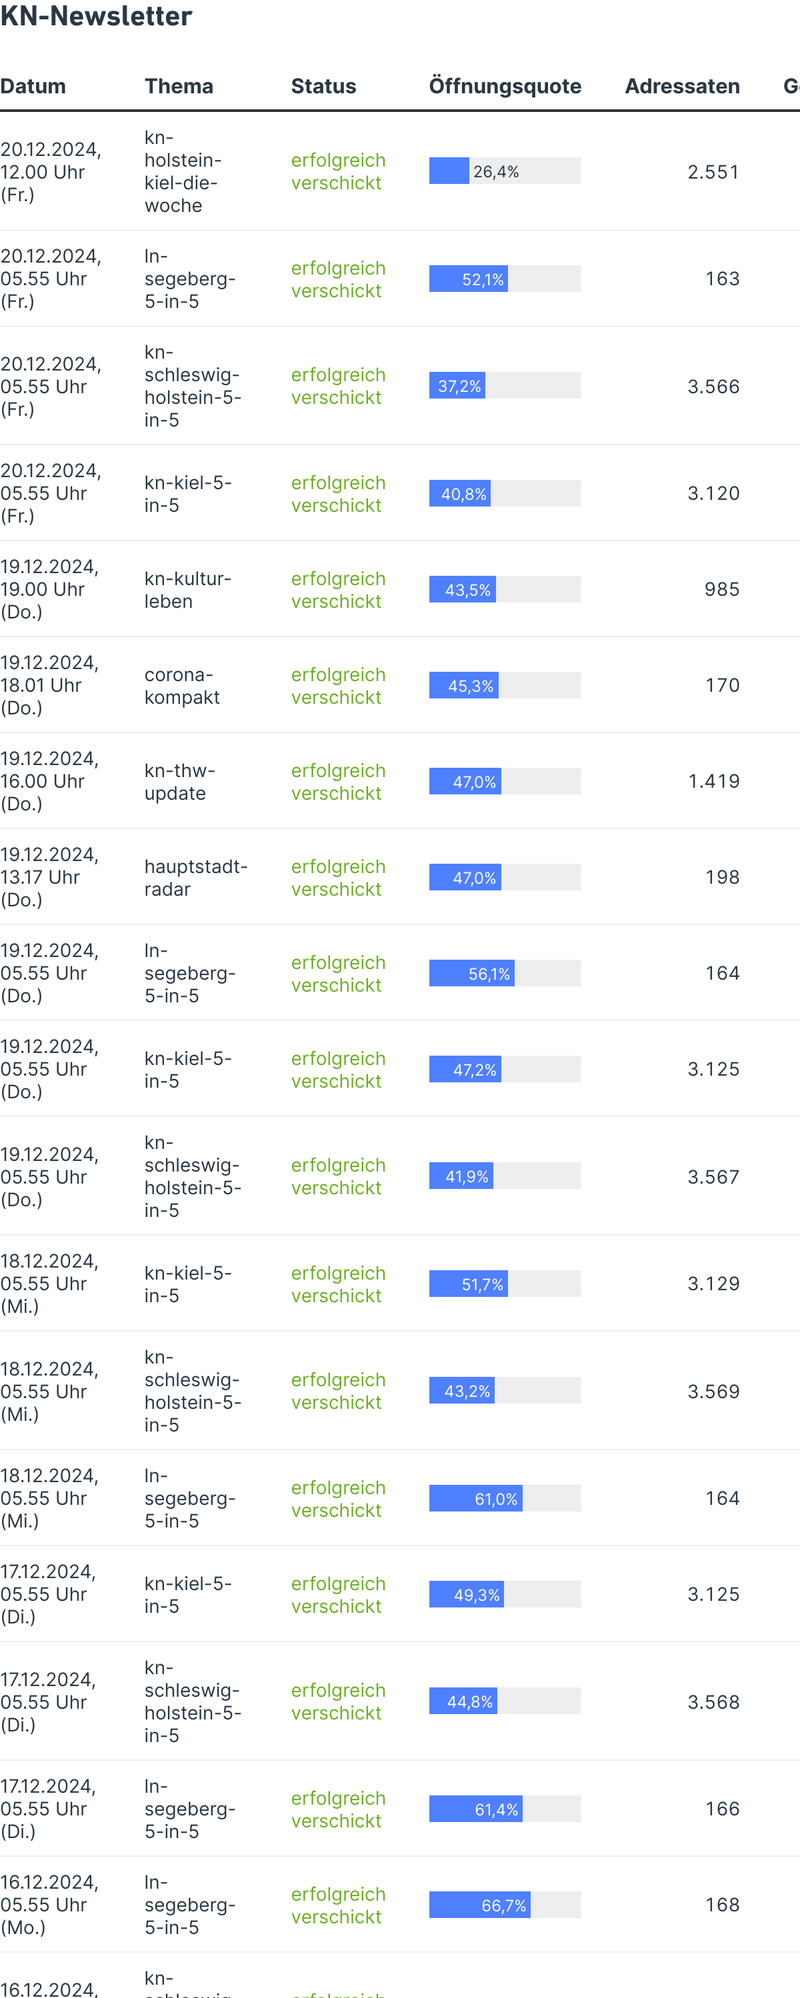 KN-Newsletter
Datum Thema Status Öffnungsquote Adressaten
20.12.2024, 12.00 Uhr (Fr.) kn-holstein-kiel-die-woche erfolgreich verschickt 26,4% 2.551
20.12.2024, 05.55 Uhr (Fr.) ln-segeberg-5-in-5 erfolgreich verschickt 52,1% 163
20.12.2024, 05.55 Uhr (Fr.) kn-schleswig-holstein-5-in-5 erfolgreich verschickt 37,2% 3.566
20.12.2024, 05.55 Uhr (Fr.) kn-kiel-5-in-5 erfolgreich verschickt 40,8% 3.120
19.12.2024, 19.00 Uhr (Do.) kn-kultur-leben erfolgreich verschickt 43,5% 985
19.12.2024, 18.01 Uhr (Do.) corona-kompakt erfolgreich verschickt 45,3% 170
19.12.2024, 16.00 Uhr (Do.) kn-thw-update erfolgreich verschickt 47,0% 1.419
19.12.2024, 13.17 Uhr (Do.) hauptstadt-radar erfolgreich verschickt 47,0% 198
19.12.2024, 05.55 Uhr (Do.) ln-segeberg-5-in-5 erfolgreich verschickt 56,1% 164
19.12.2024, 05.55 Uhr (Do.) kn-kiel-5-in-5 erfolgreich verschickt 47,2% 3.125
19.12.2024, 05.55 Uhr (Do.) kn-schleswig-holstein-5-in-5 erfolgreich verschickt 41,9% 3.567
18.12.2024, 05.55 Uhr (Mi.) kn-kiel-5-in-5 erfolgreich verschickt 51,7% 3.129
18.12.2024, 05.55 Uhr (Mi.) kn-schleswig-holstein-5-in-5 erfolgreich verschickt 43,2% 3.569
18.12.2024, 05.55 Uhr (Mi.) ln-segeberg-5-in-5 erfolgreich verschickt 61,0% 164
17.12.2024, 05.55 Uhr (Di.) kn-kiel-5-in-5 erfolgreich verschickt 49,3% 3.125
17.12.2024, 05.55 Uhr (Di.) kn-schleswig-holstein-5-in-5 erfolgreich verschickt 44,8% 3.568
17.12.2024, 05.55 Uhr (Di.) ln-segeberg-5-in-5 erfolgreich verschickt 61,4% 166
16.12.2024, 05.55 Uhr (Mo.) ln-segeberg-5-in-5 erfolgreich verschickt 66,7% 168
16.12.2024, kn-